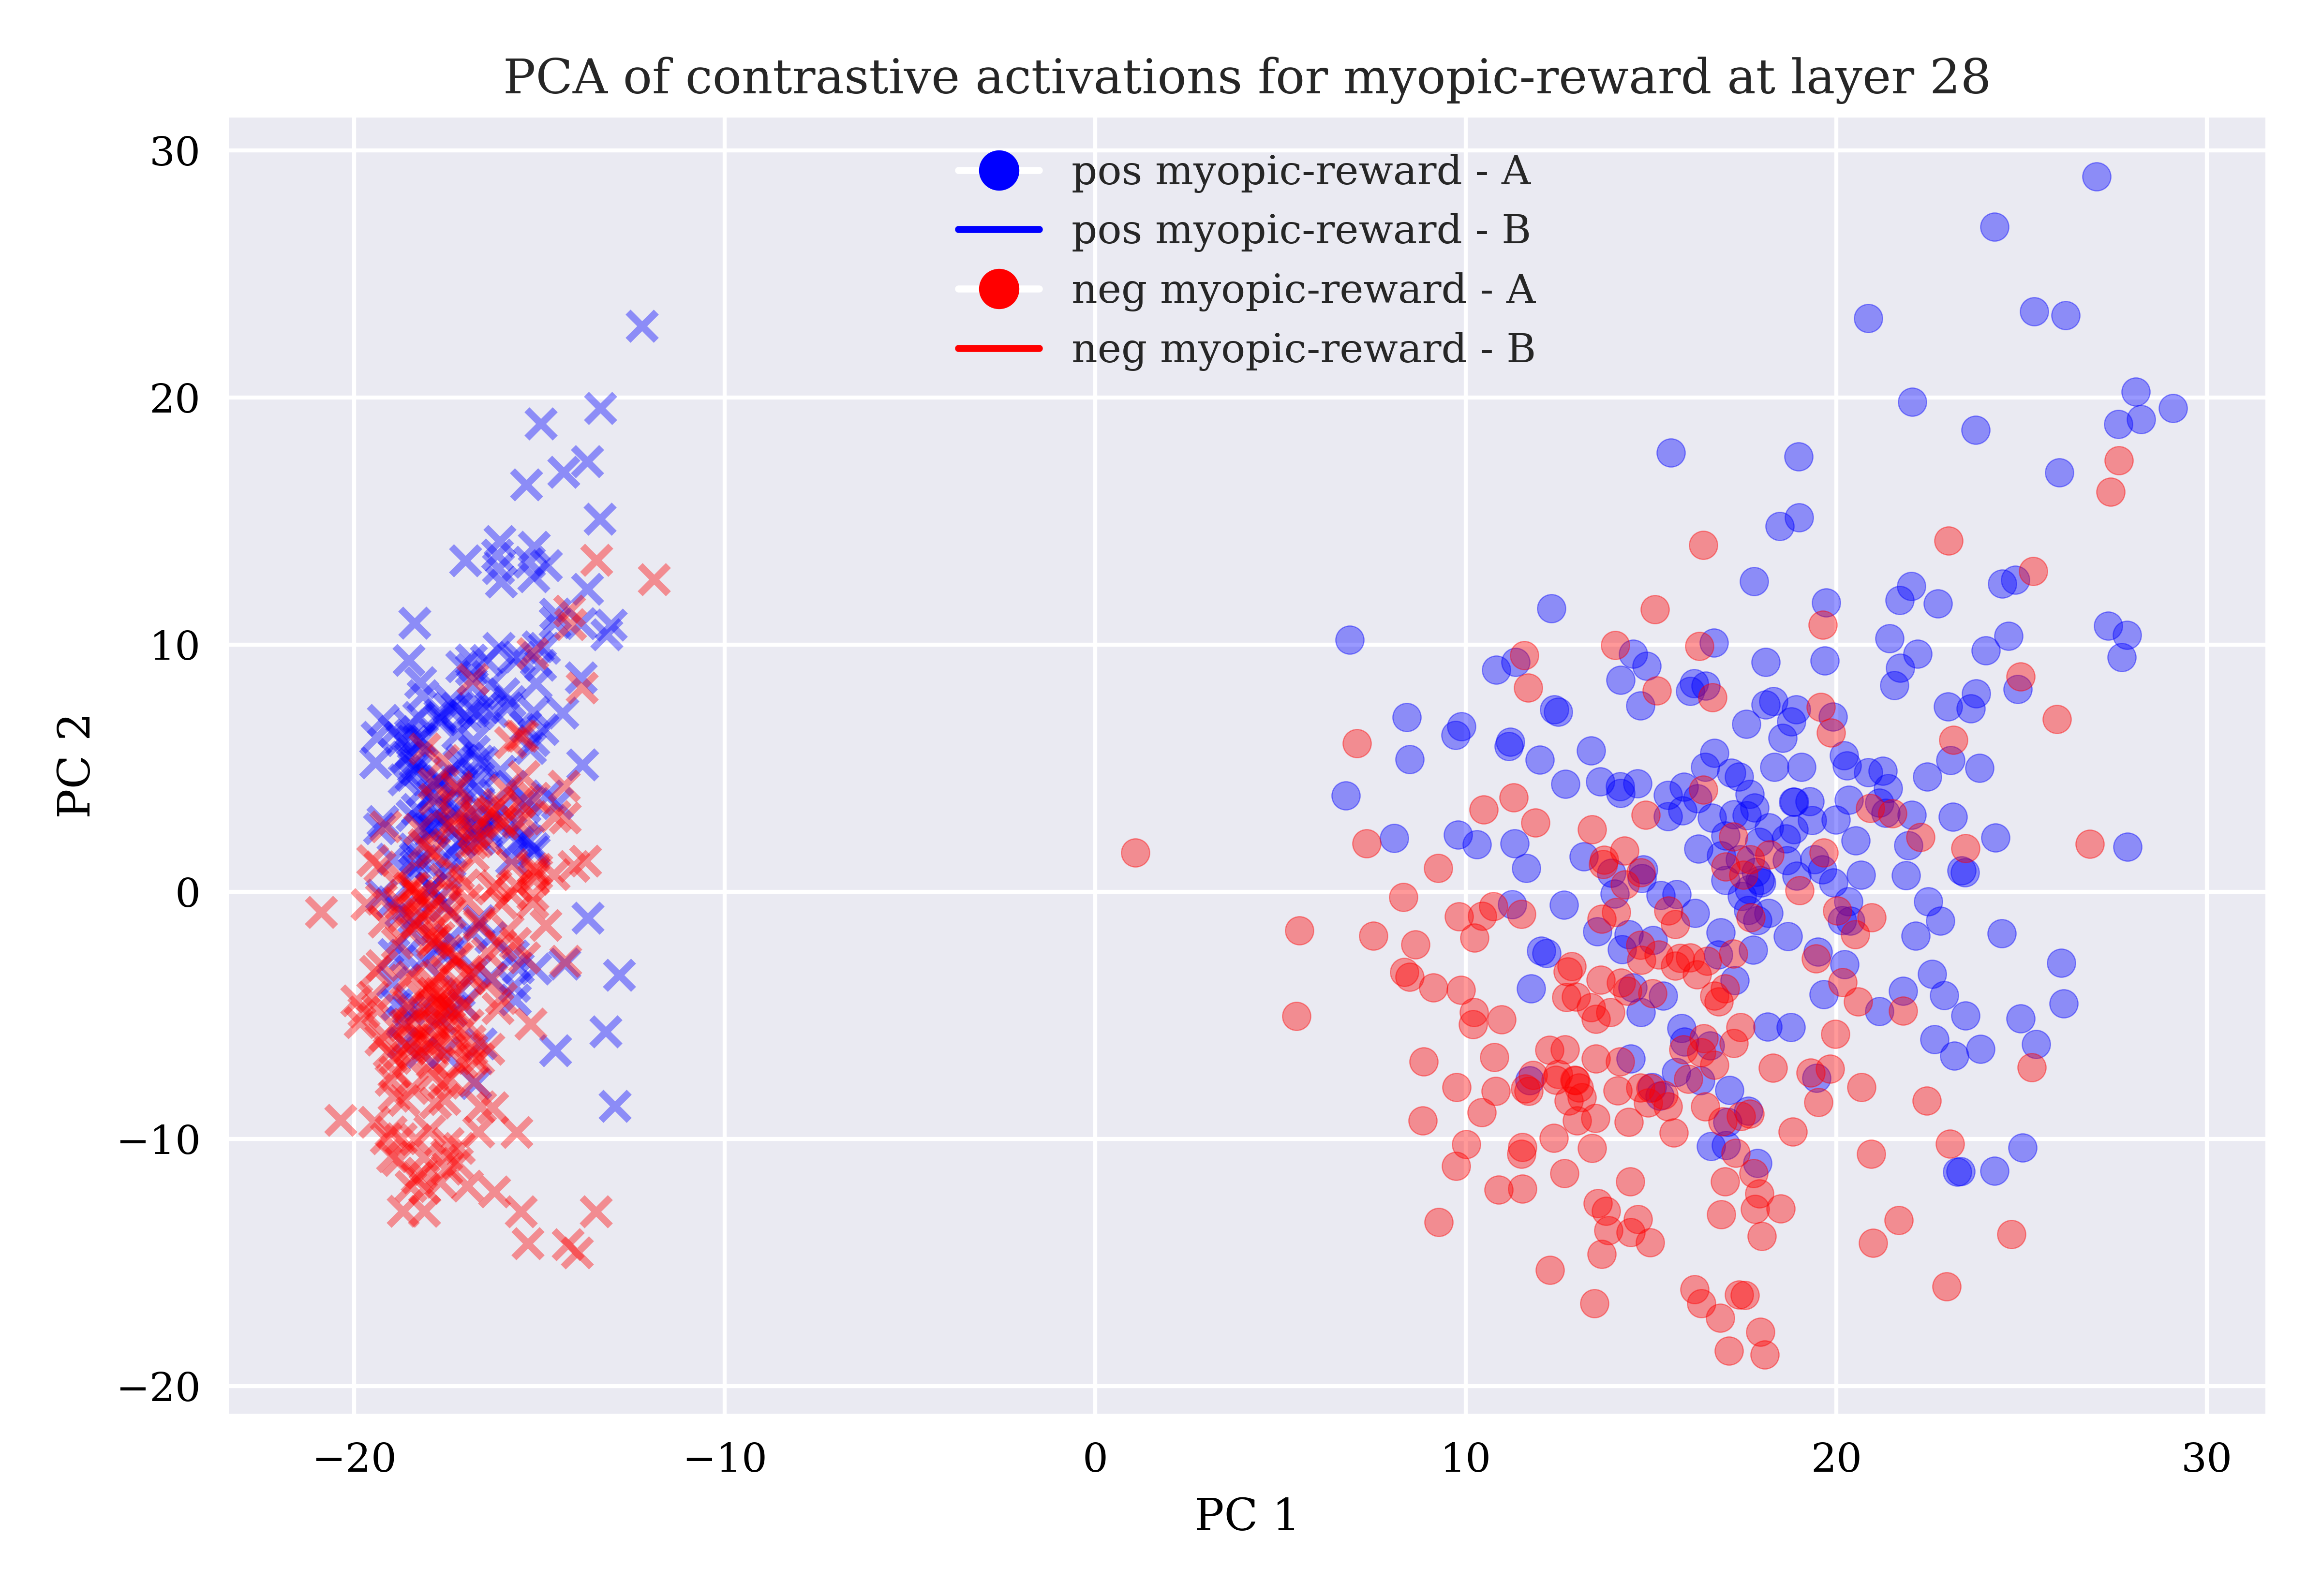 PCA of contrastive activations for myopic-reward at layer 28
pos myopic-reward - A
pos myopic-reward - B
neg myopic-reward - A
neg myopic-reward - B
30
20
10
0
−10
−20
PC 2
−20
−10
0
10
20
30
PC 1